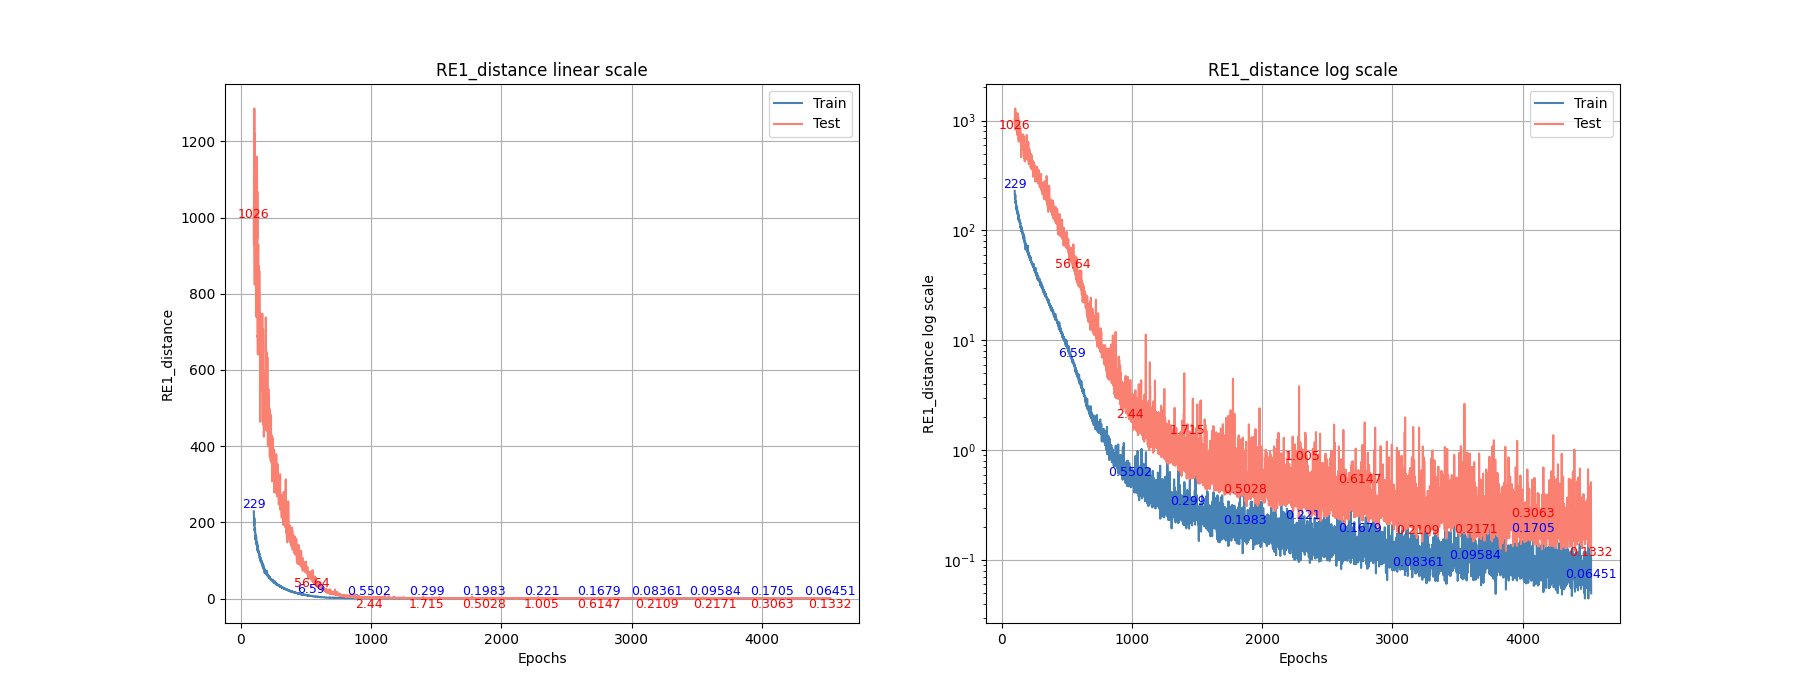 RE1_distance linear scale
RE1_distance
1200
1000
800
600
400
200
0
Train
Test
1026
229
56.64
6.59
0.5502 0.299 0.1983 0.221 0.1679 0.08361 0.09584 0.1705 0.06451
2.44 1.715 0.5028 1.005 0.6147 0.2109 0.2171 0.3063 0.1332
0 1000 2000 3000 4000
Epochs
RE1_distance log scale
RE1_distance log scale
10³
10²
10¹
10⁰
10⁻¹
Train
Test
1026
229
56.64
6.59
2.44
1.715
1.005
0.5502
0.6147
0.5028
0.299
0.221
0.3063
0.1983
0.1679
0.2109
0.2171
0.1705
0.09584
0.1332
0.08361
0.06451
0 1000 2000 3000 4000
Epochs